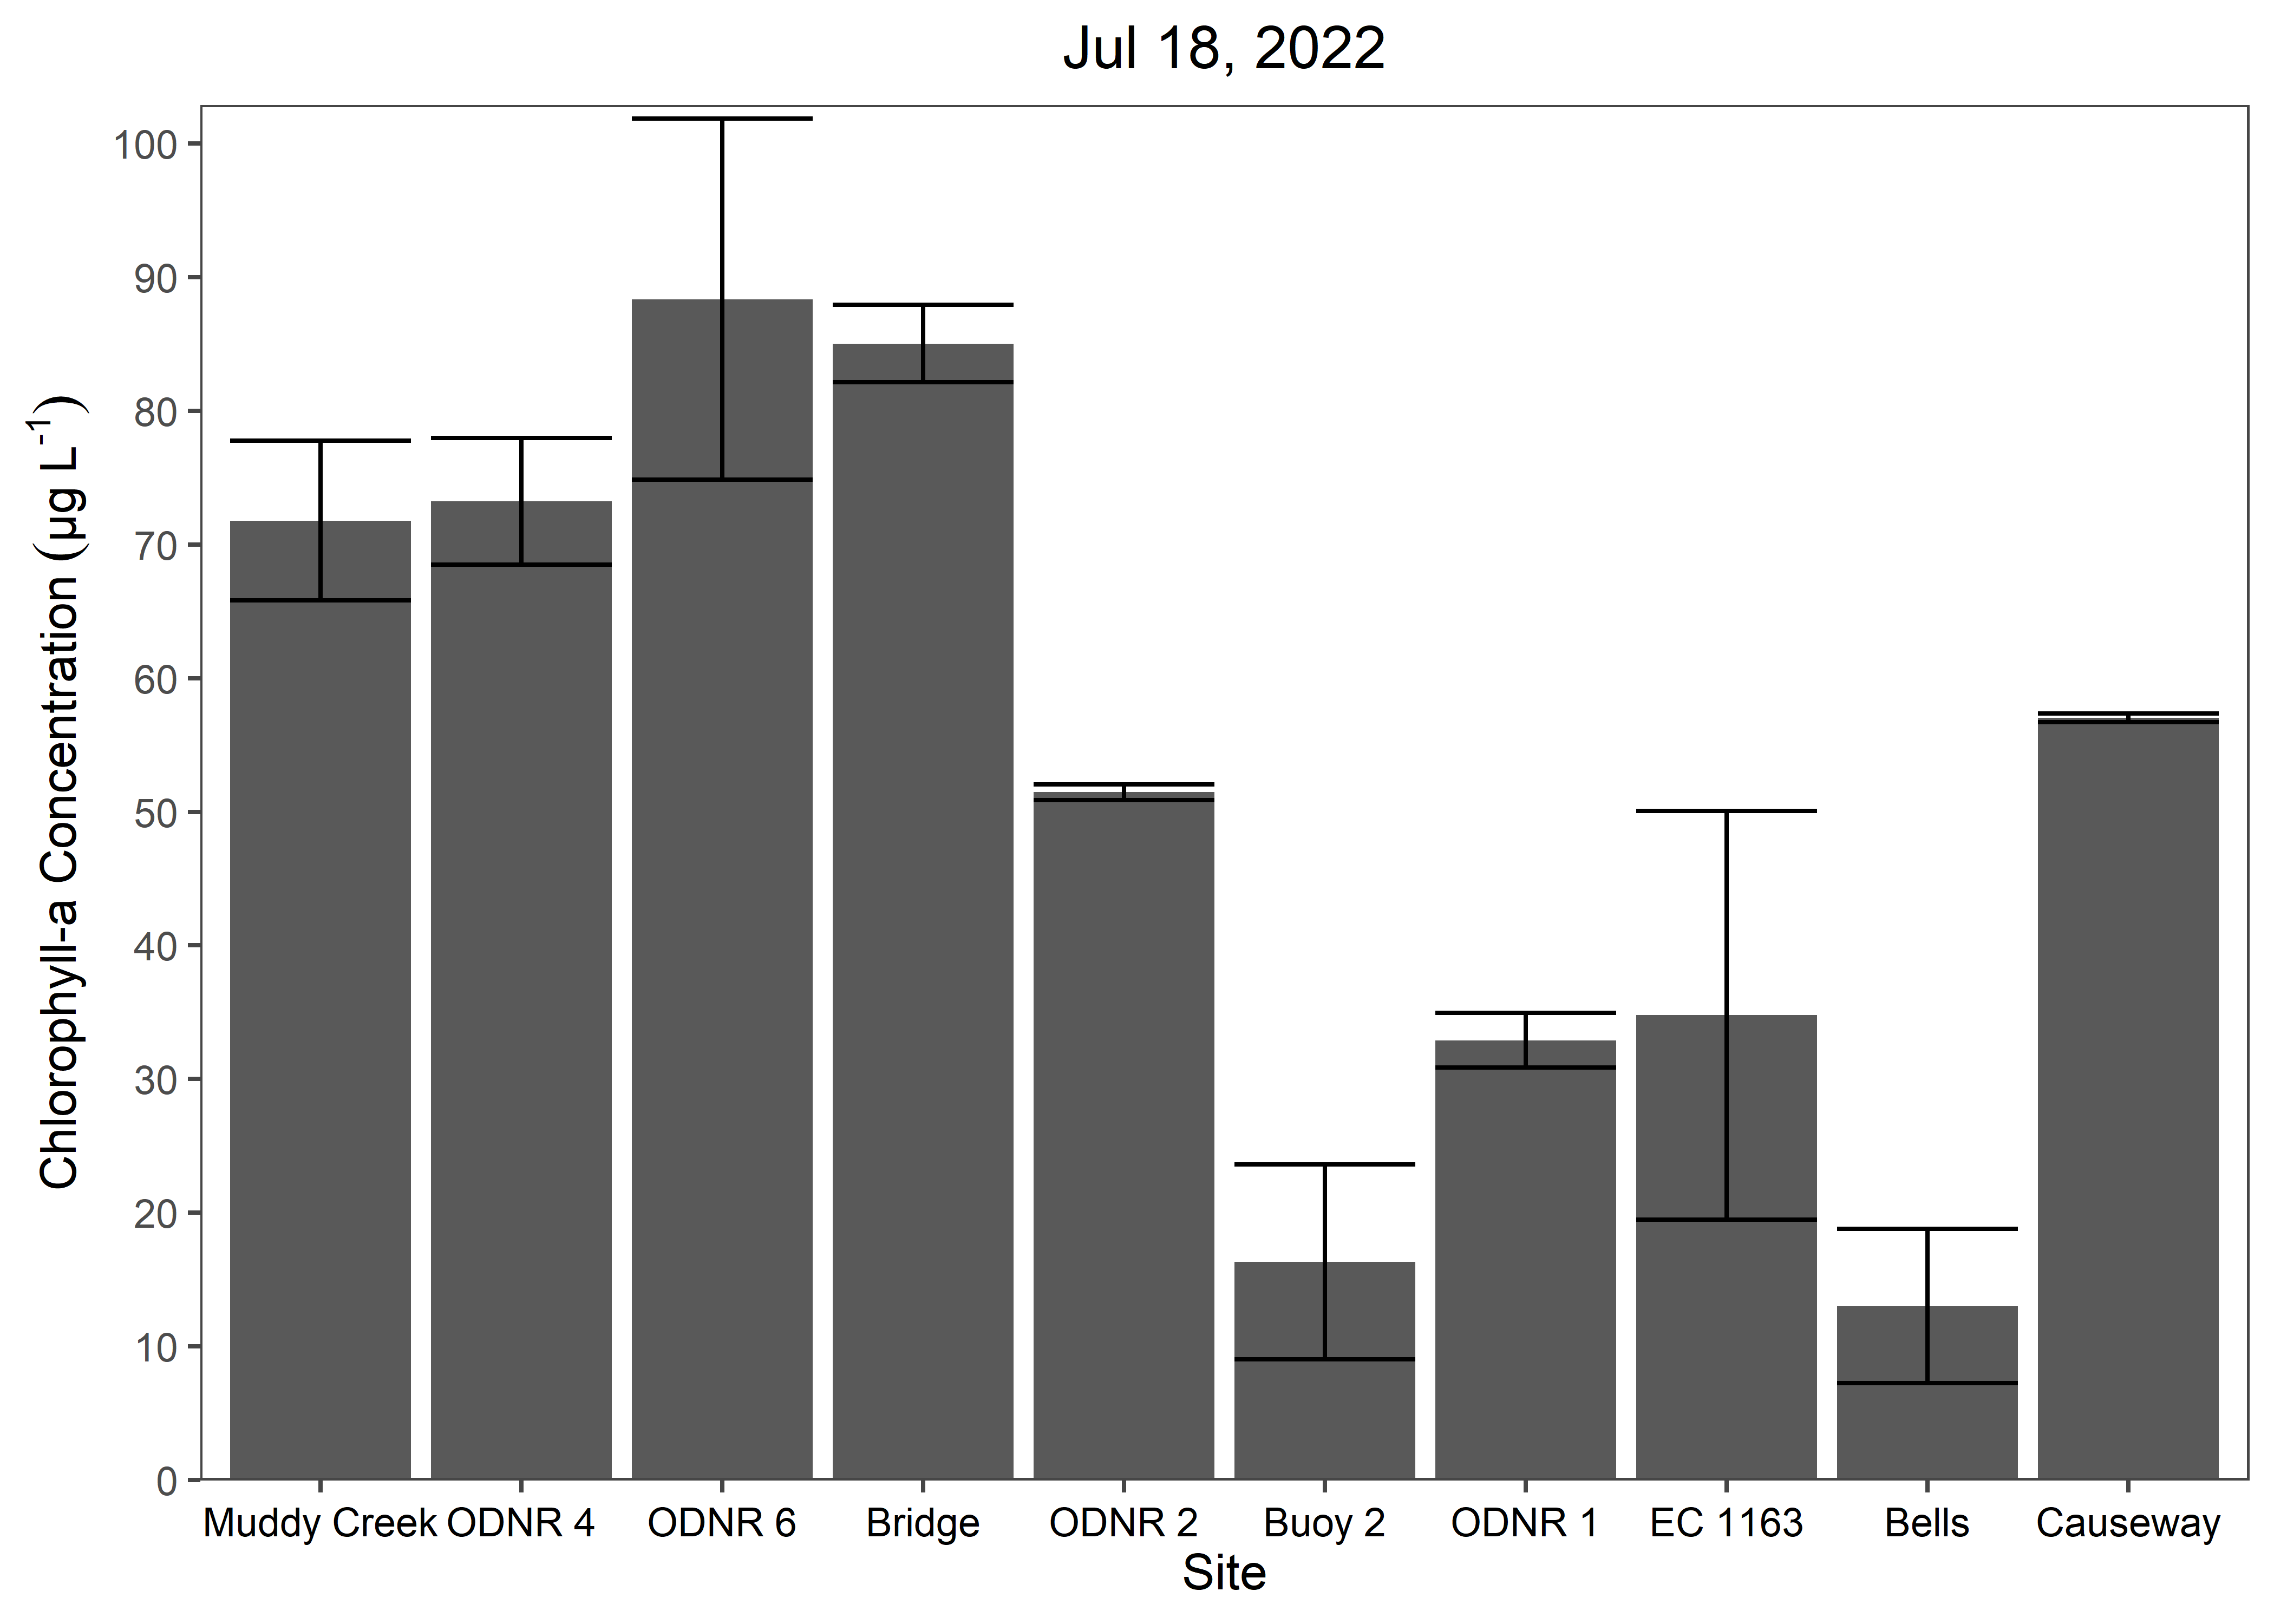 Jul 18, 2022
Chlorophyll-a Concentration (µg L⁻¹)
100
90
80
70
60
50
40
30
20
10
0
Muddy Creek ODNR 4 ODNR 6 Bridge ODNR 2 Buoy 2 ODNR 1 EC 1163 Bells Causeway
Site